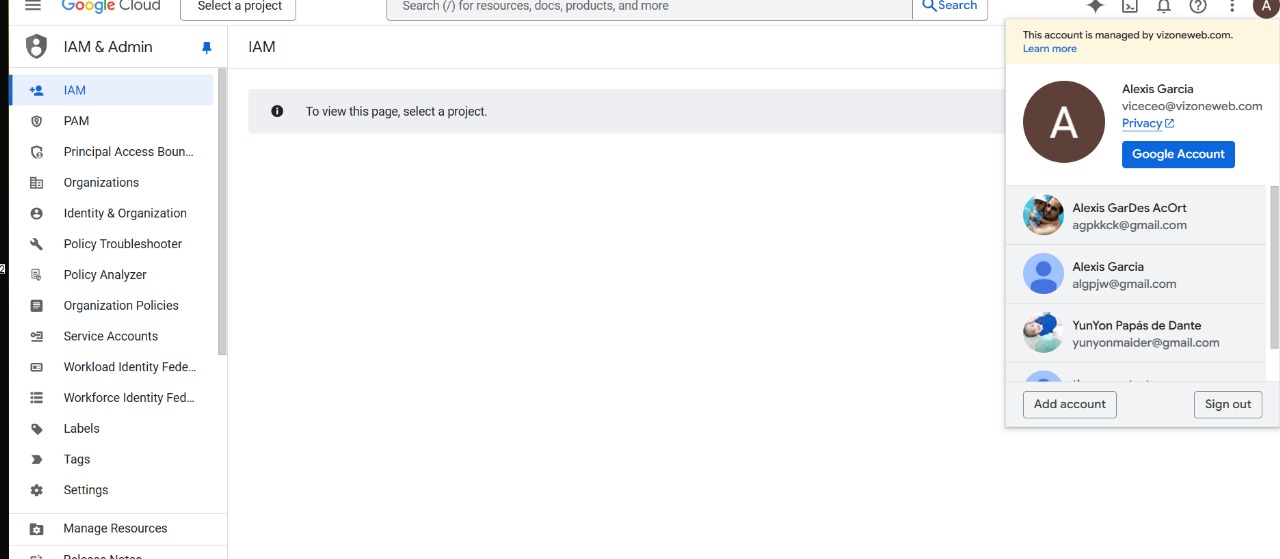 Google Cloud
Select a project
Search (/) for resources, docs, products, and more
Search
A
IAM & Admin
IAM
IAM
PAM
Principal Access Boun...
Organizations
Identity & Organization
Policy Troubleshooter
Policy Analyzer
Organization Policies
Service Accounts
Workload Identity Fede...
Workforce Identity Fed...
Labels
Tags
Settings
Manage Resources
Release Notes
To view this page, select a project.
This account is managed by vizoneweb.com.
Learn more
A
Alexis Garcia
viceceo@vizoneweb.com
Privacy
Google Account
Alexis GarDes AcOrt
agpkkck@gmail.com
Alexis Garcia
algpjw@gmail.com
YunYon Papás de Dante
yunyonmaider@gmail.com
Add account
Sign out